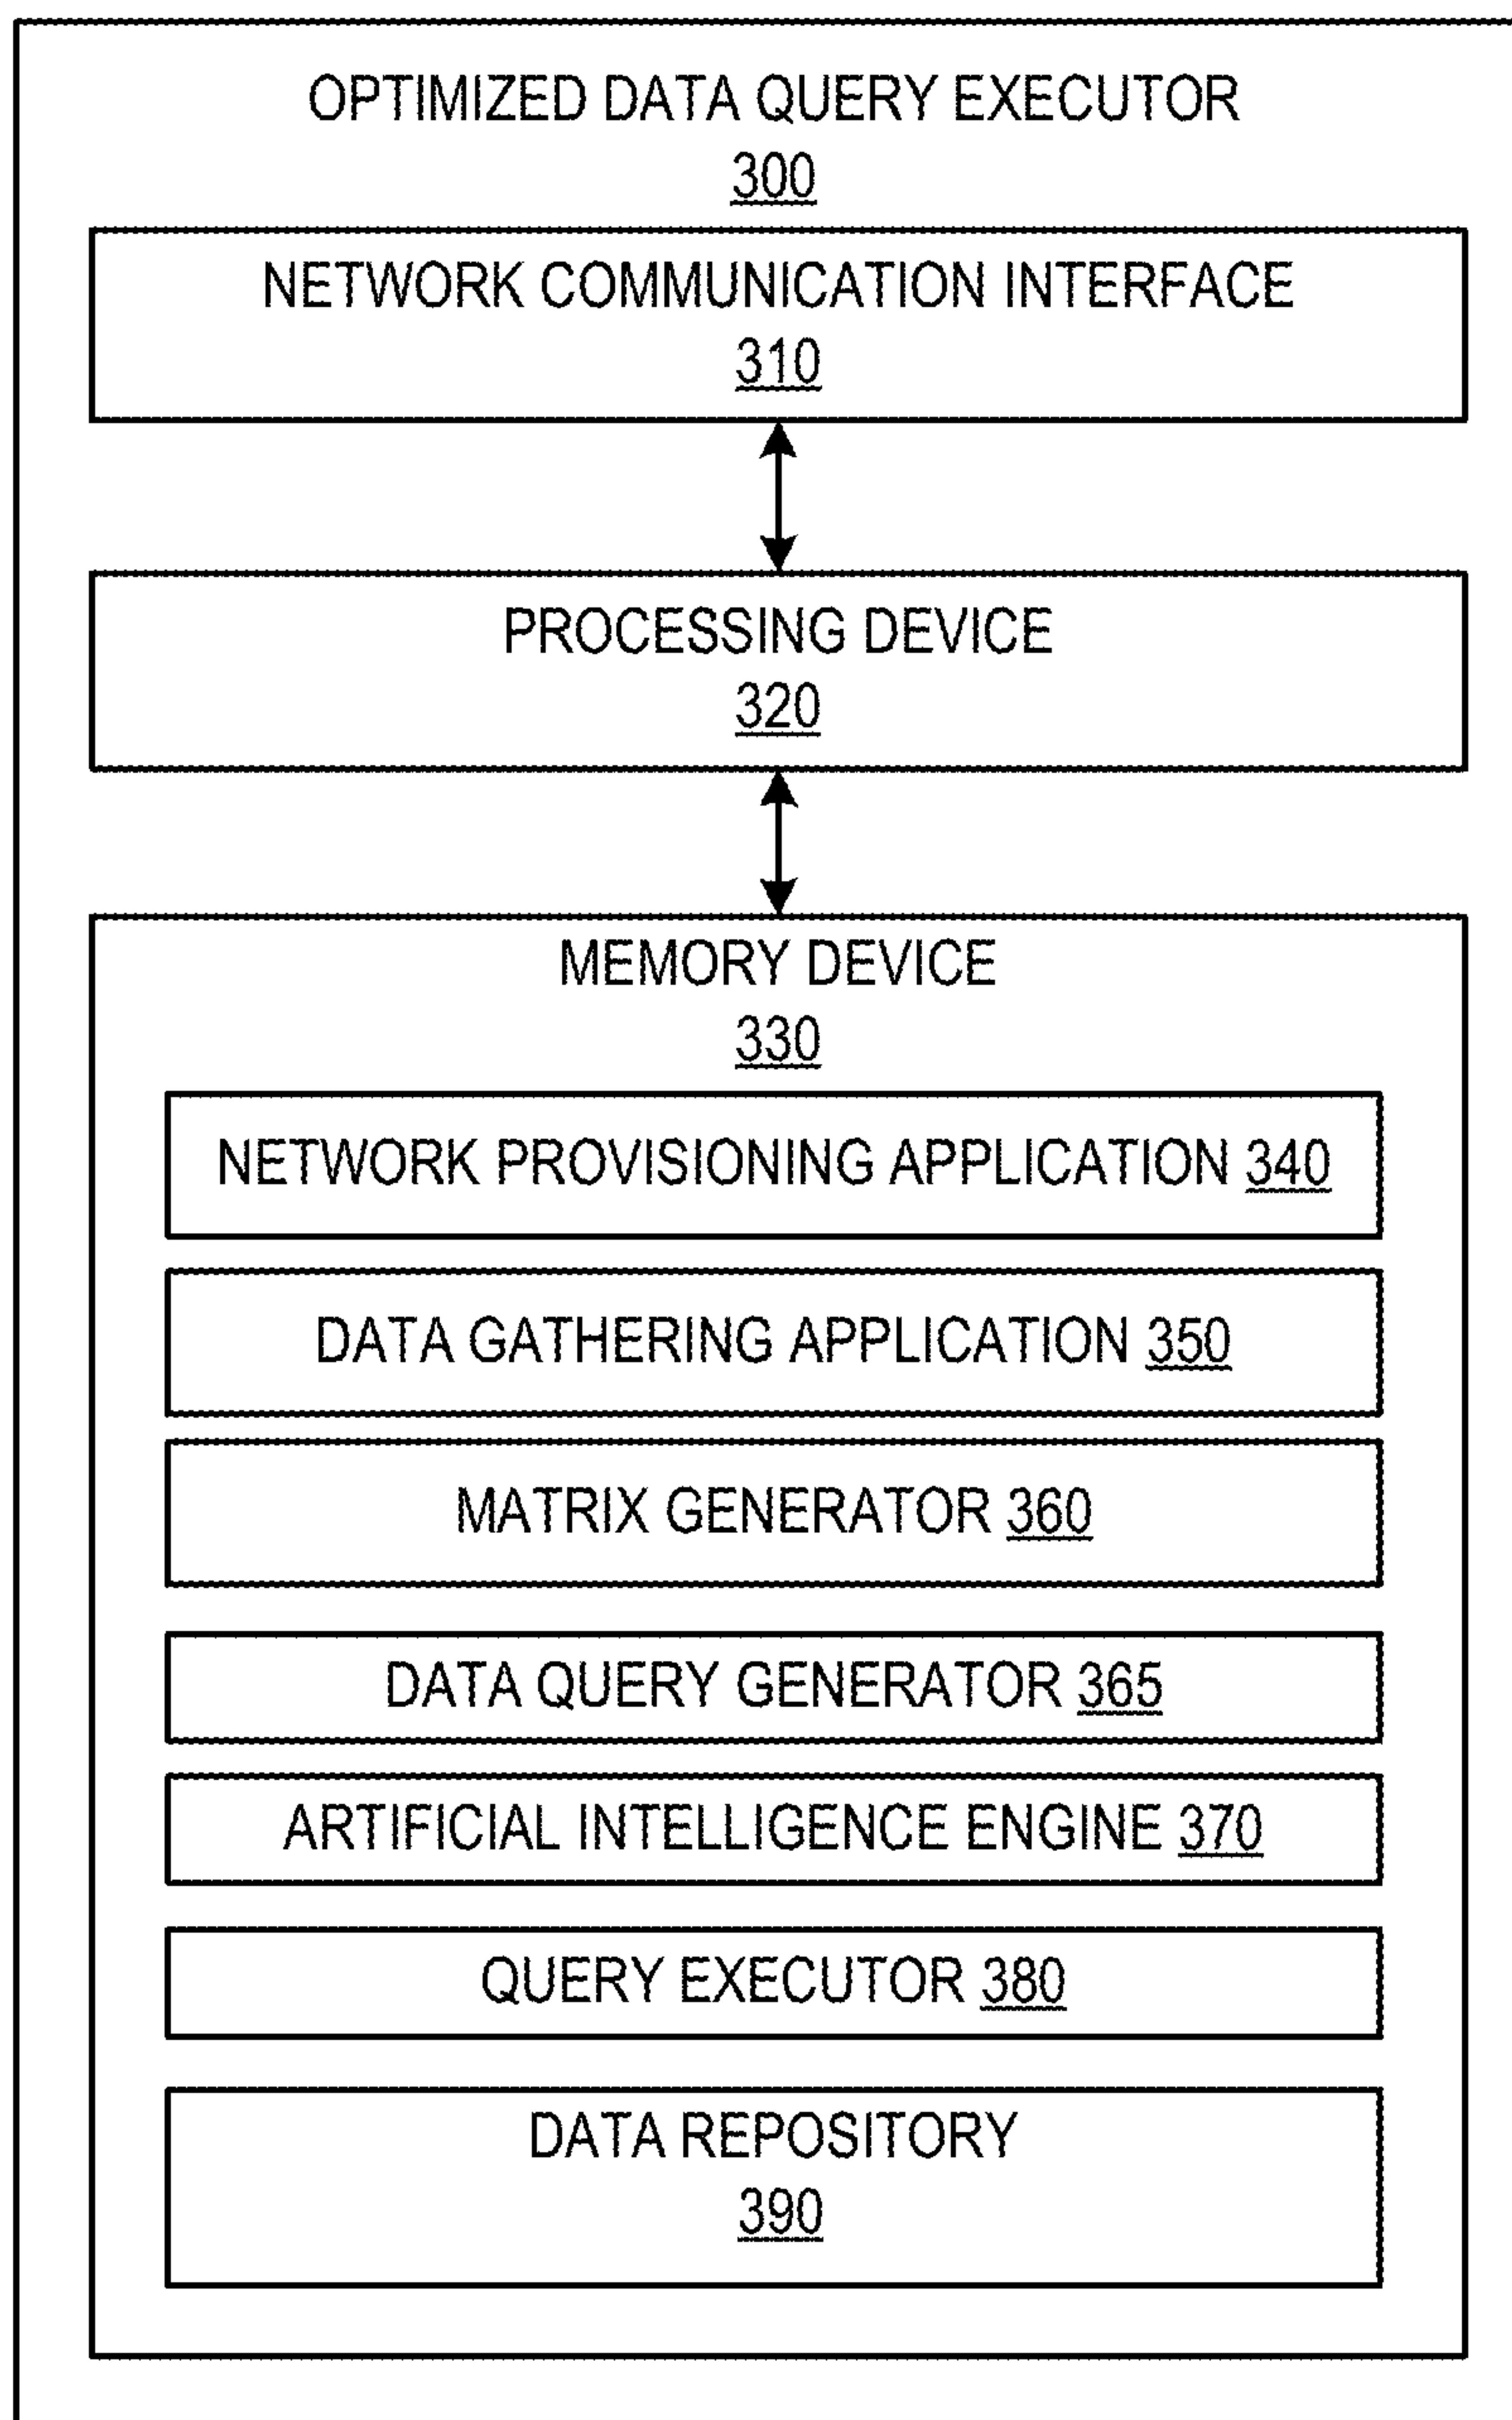 OPTIMIZED DATA QUERY EXECUTOR
300
NETWORK COMMUNICATION INTERFACE
310
PROCESSING DEVICE
320
MEMORY DEVICE
330
NETWORK PROVISIONING APPLICATION 340
DATA GATHERING APPLICATION 350
MATRIX GENERATOR 360
DATA QUERY GENERATOR 365
ARTIFICIAL INTELLIGENCE ENGINE 370
QUERY EXECUTOR 380
DATA REPOSITORY
390